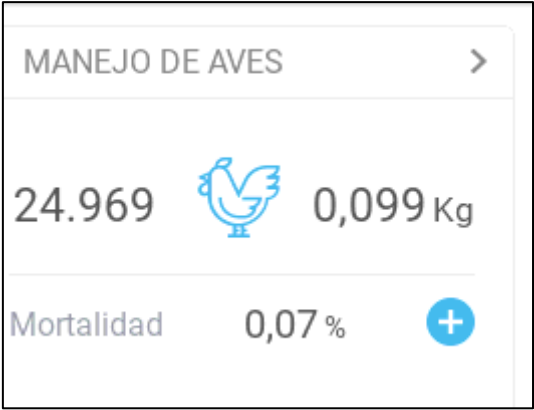 MANEJO DE AVES
24.969 0,099 Kg
Mortalidad 0,07 %